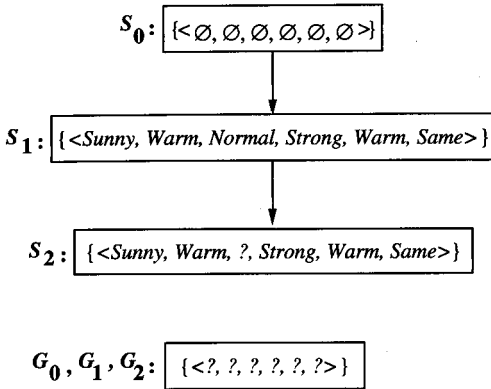 S0: {<∅, ∅, ∅, ∅, ∅, ∅>}
S1: {<Sunny, Warm, Normal, Strong, Warm, Same>}
S2: {<Sunny, Warm, ?, Strong, Warm, Same>}
G0, G1, G2: {<?, ?, ?, ?, ?, ?>}